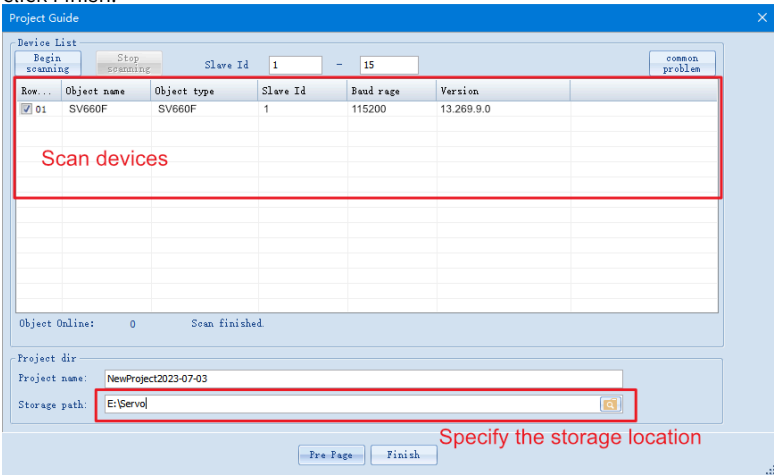 click Finish.
Project Guide
Device List
Begin scanning Stop scanning Slave Id 1 - 15 common problem
Row... Object name Object type Slave Id Baud rage Version
01 SV660F SV660F 1 115200 13.269.9.0
Scan devices
Object Online: 0 Scan finished.
Project dir
Project name: NewProject2023-07-03
Storage path: E:\Servo
Specify the storage location
Pre Page Finish